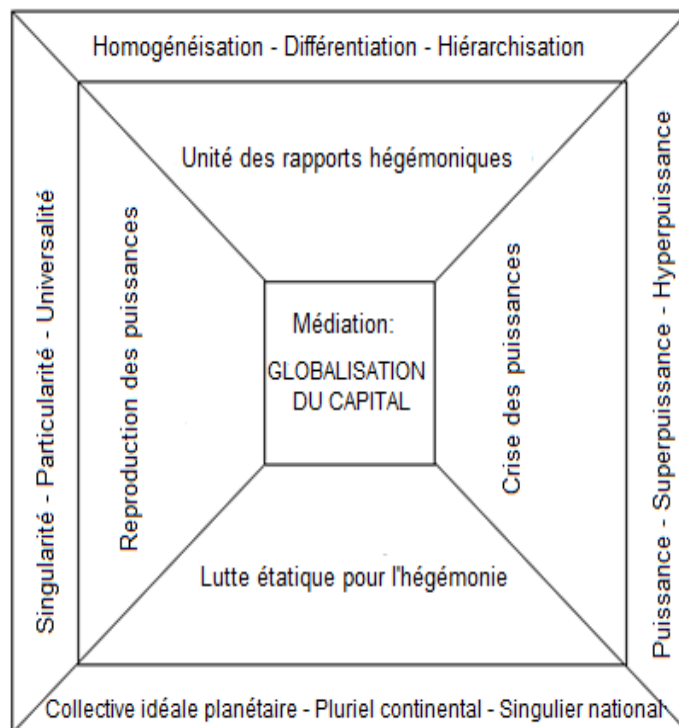 Homogénéisation - Différentiation - Hiérarchisation
Unité des rapports hégémoniques
Singularité - Particularité - Universalité
Reproduction des puissances
Médiation:
GLOBALISATION
DU CAPITAL
Crise des puissances
Puissance - Superpuissance - Hyperpuissance
Lutte étatique pour l'hégémonie
Collective idéale planétaire - Pluriel continental - Singulier national